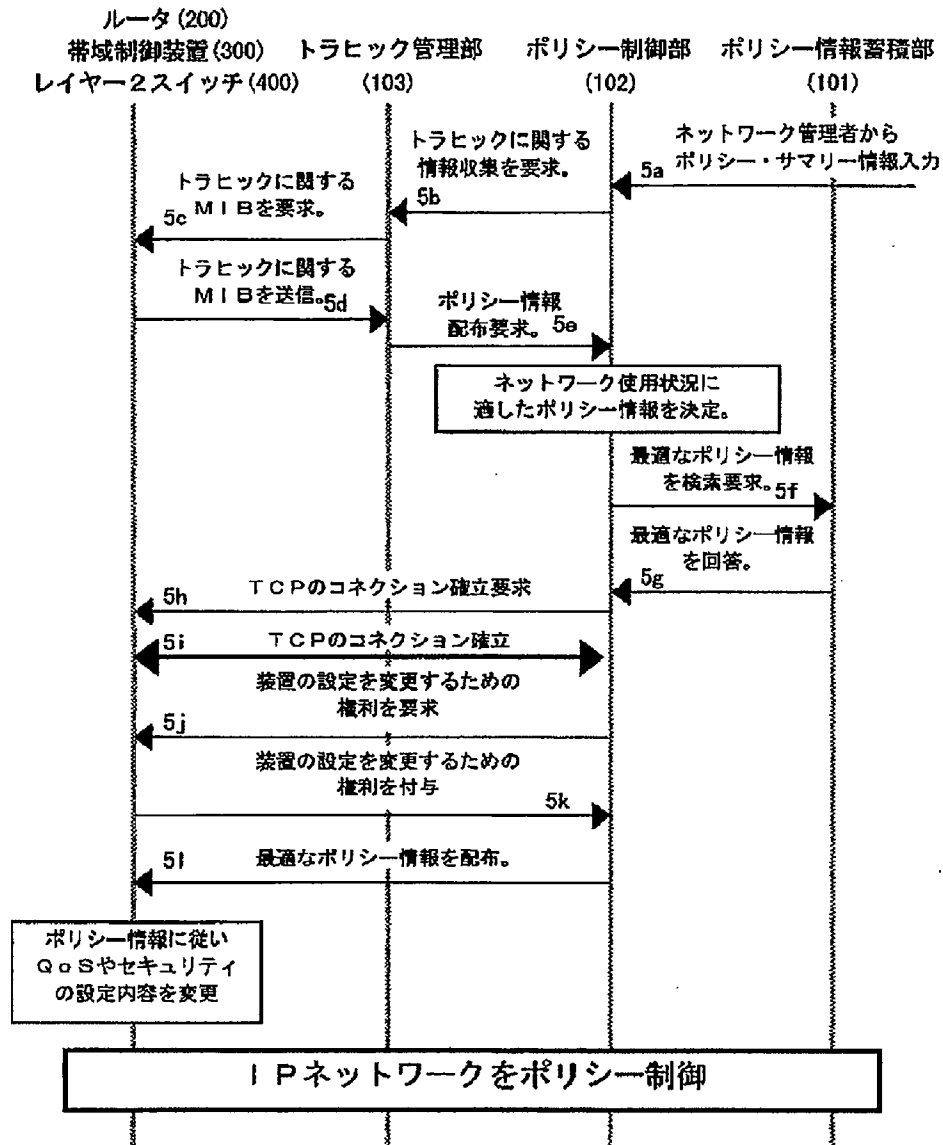 ルータ(200)
帯域制御装置(300)
レイヤー2スイッチ(400)
トラヒック管理部
(103)
ポリシー制御部
(102)
ポリシー情報蓄積部
(101)
ネットワーク管理者から
ポリシー・サマリー情報入力
5a
トラヒックに関する
情報収集を要求。
5b
トラヒックに関する
MIBを要求。
5c
トラヒックに関する
MIBを送信。
5d
ポリシー情報
配布要求。
5e
ネットワーク使用状況に
適したポリシー情報を決定。
最適なポリシー情報
を検索要求。
5f
最適なポリシー情報
を回答。
5g
5h
TCPのコネクション確立要求
5i
TCPのコネクション確立
装置の設定を変更するための
権利を要求
5j
装置の設定を変更するための
権利を付与
5k
5l
最適なポリシー情報を配布。
ポリシー情報に従い
QoSやセキュリティ
の設定内容を変更
IPネットワークをポリシー制御